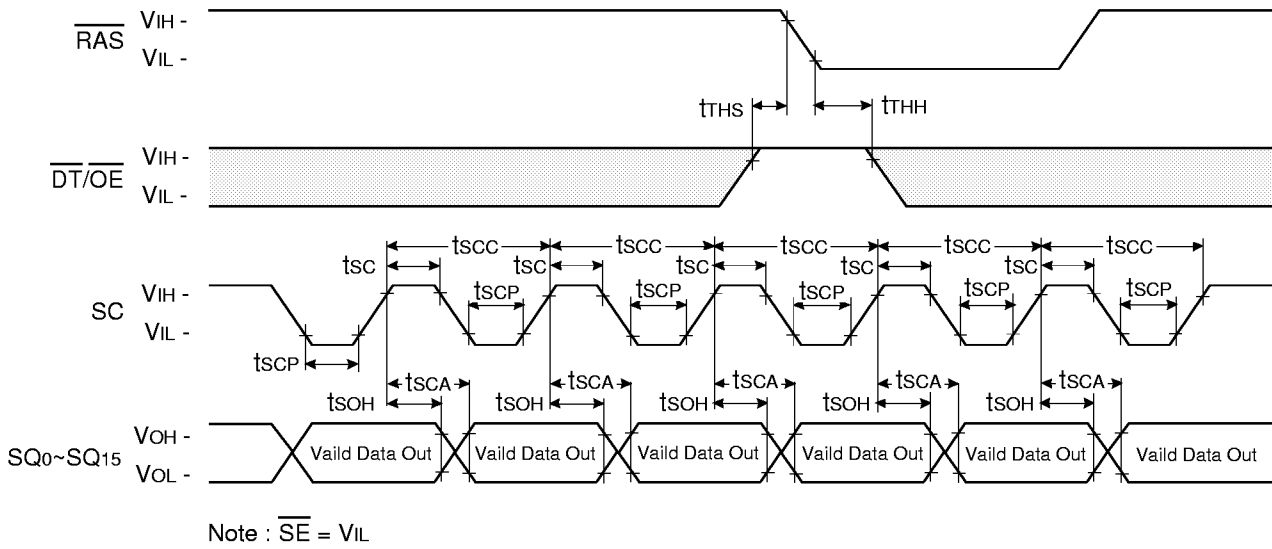 RAS
VIH -
VIL -
tTHS
tTHH
DT/OE
VIH -
VIL -
tSCC
tSCC
tSCC
tSCC
tSCC
tSC
tSC
tSC
tSC
tSC
SC
VIH -
VIL -
tSCP
tSCP
tSCP
tSCP
tSCP
tSCP
tSCA
tSCA
tSCA
tSCA
tSCA
tSOH
tSOH
tSOH
tSOH
tSOH
SQ0~SQ15
VOH -
VOL -
Vaild Data Out
Vaild Data Out
Vaild Data Out
Vaild Data Out
Vaild Data Out
Vaild Data Out
Note : SE = VIL